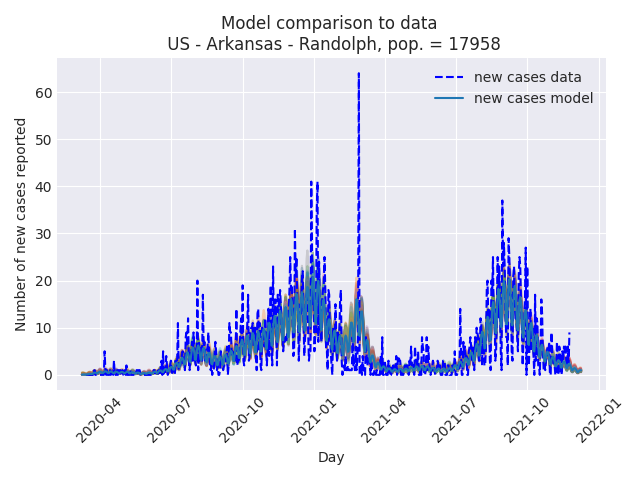 Model comparison to data
US - Arkansas - Randolph, pop. = 17958
new cases data
new cases model
Number of new cases reported
60
50
40
30
20
10
0
2020-04
2020-07
2020-10
2021-01
2021-04
2021-07
2021-10
2022-01
Day